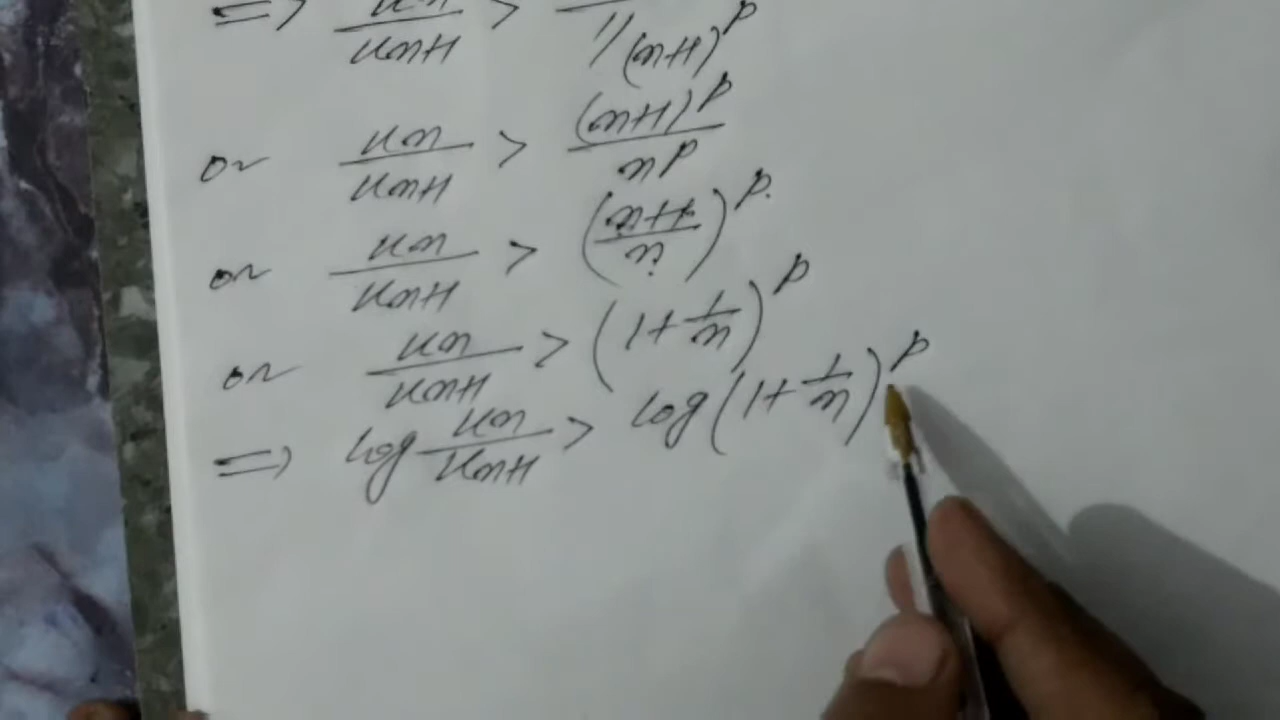 => un/un+1 > 1/(n+1)^p
or un/un+1 > (n+1)^p/n^p
or un/un+1 > (n+1/n)^p.
or un/un+1 > (1+1/n)^p
=> log un/un+1 > log(1+1/n)^p